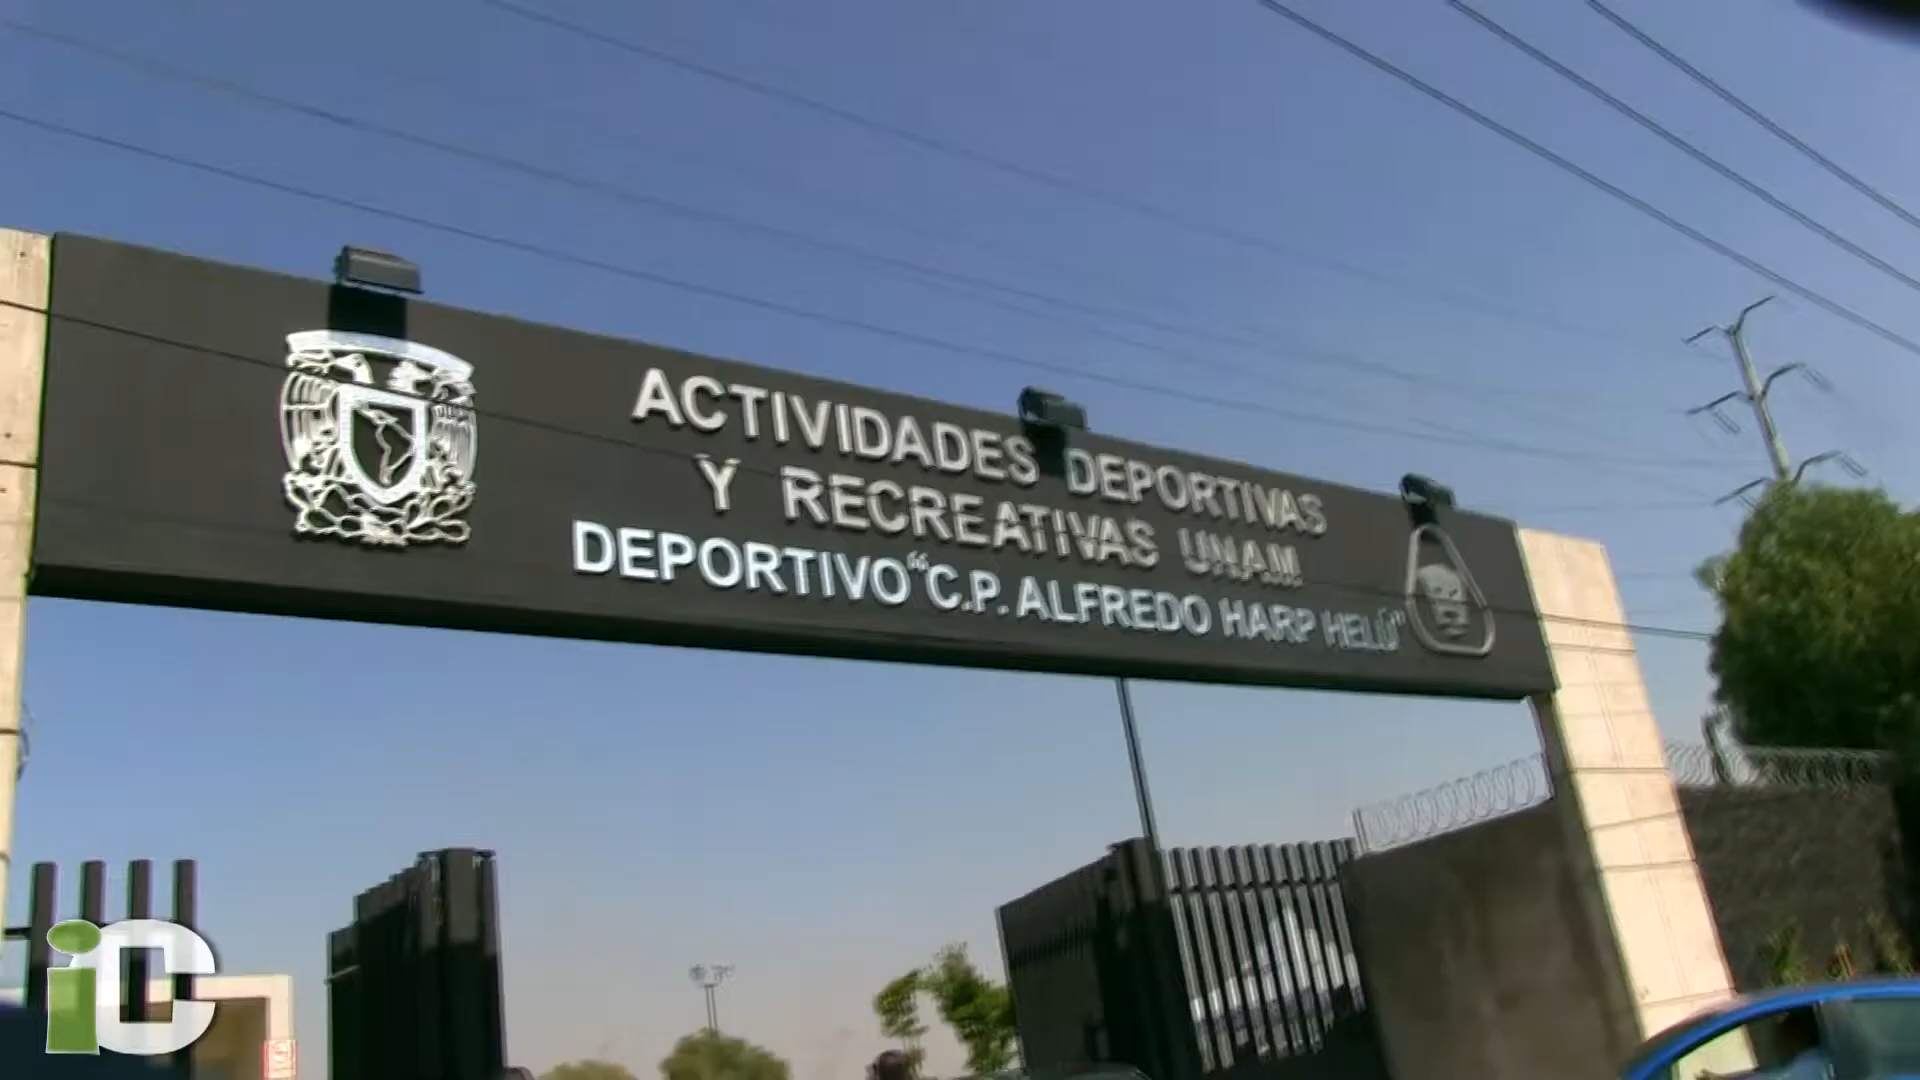 ACTIVIDADES DEPORTIVAS
Y RECREATIVAS UNAM
DEPORTIVO "C.P. ALFREDO HARP HELÚ"
iC